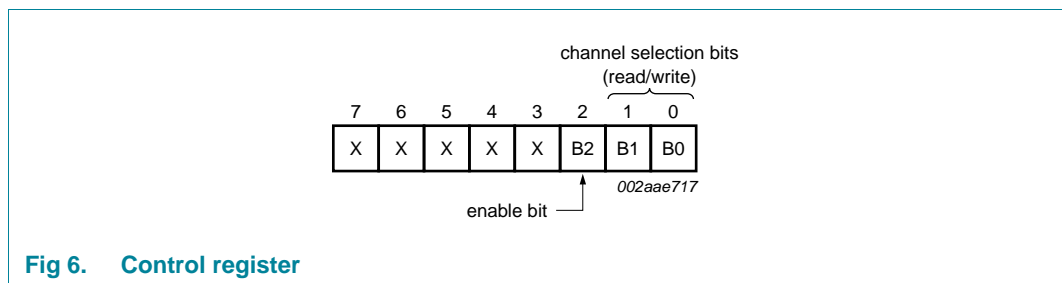 channel selection bits
(read/write)
7 6 5 4 3 2 1 0
X X X X X B2 B1 B0
002aae717
enable bit
Fig 6. Control register